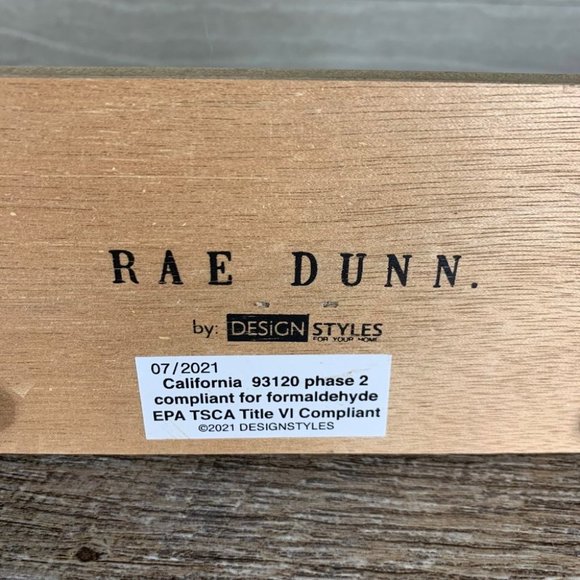 RAE DUNN.
by: DESIGN STYLES
FOR YOUR HOME
07/2021
California 93120 phase 2
compliant for formaldehyde
EPA TSCA Title VI Compliant
©2021 DESIGNSTYLES